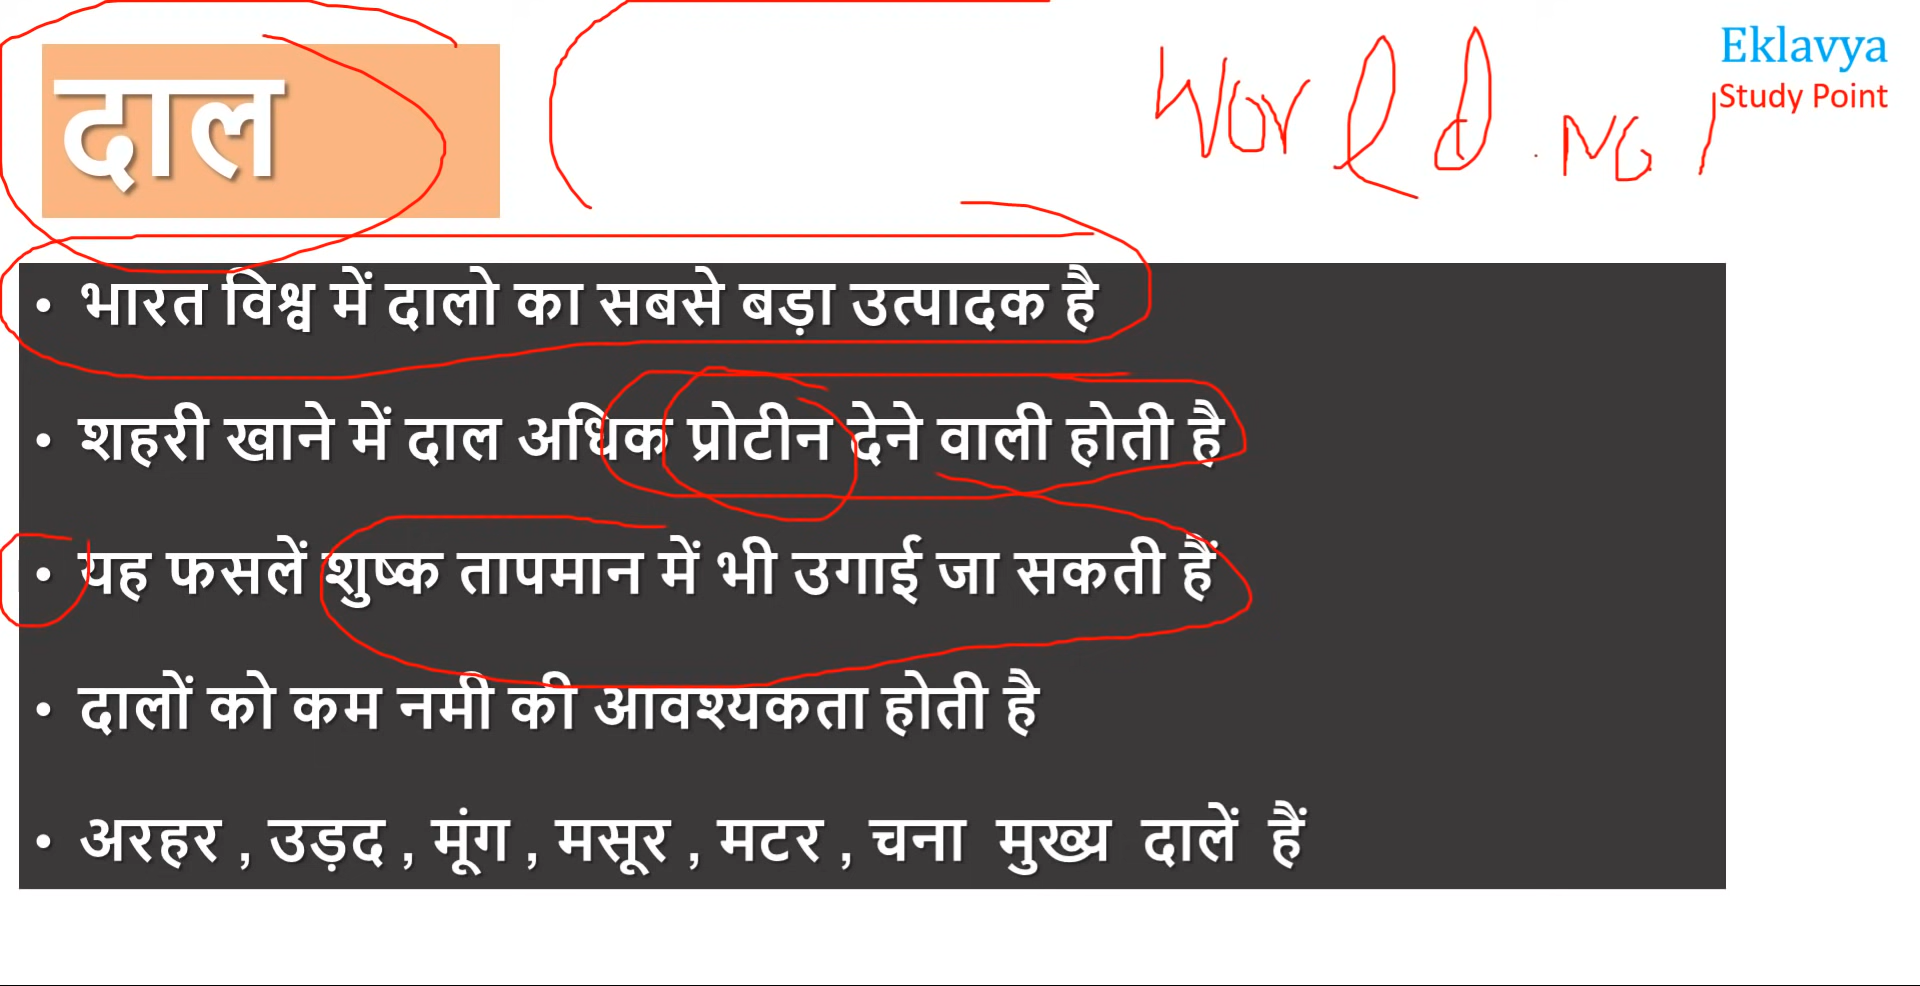 दाल
World. No 1
Eklavya
Study Point
• भारत विश्व में दालो का सबसे बड़ा उत्पादक है
• शहरी खाने में दाल अधिक प्रोटीन देने वाली होती है
• यह फसलें शुष्क तापमान में भी उगाई जा सकती हैं
• दालों को कम नमी की आवश्यकता होती है
• अरहर , उड़द , मूंग , मसूर , मटर , चना मुख्य दालें हैं